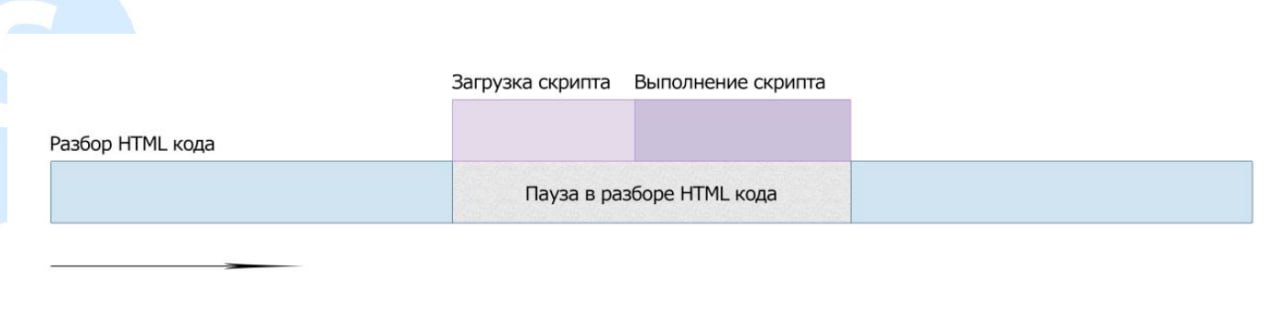 Загрузка скрипта Выполнение скрипта
Разбор HTML кода
Пауза в разборе HTML кода